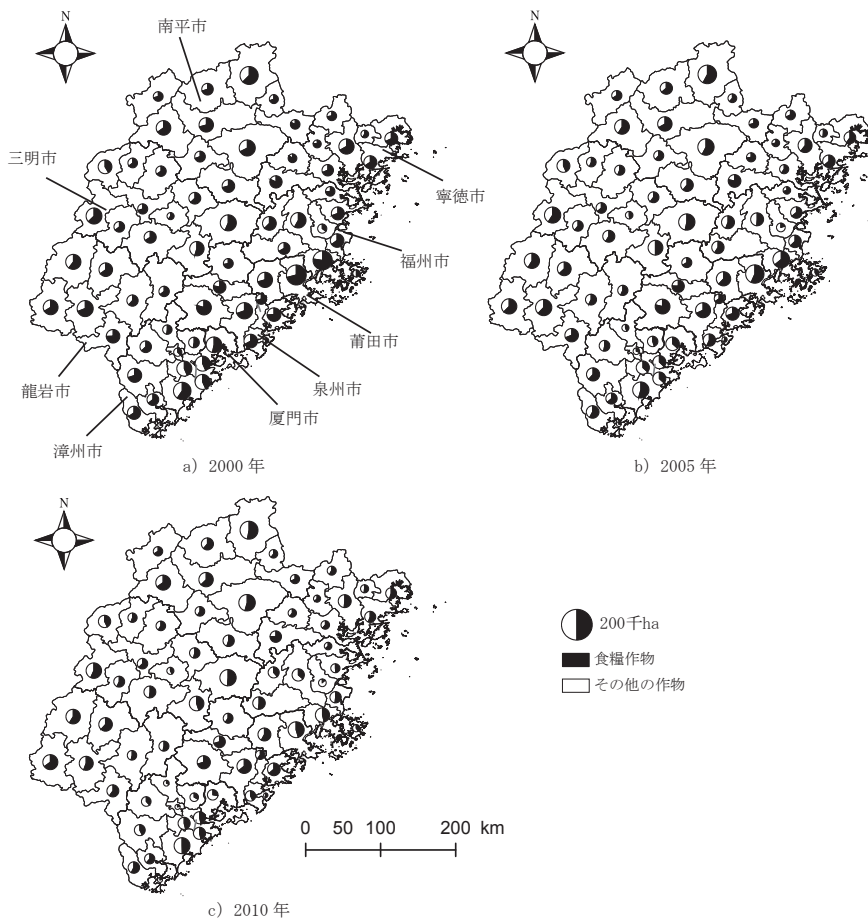 N
N
南平市
三明市
寧徳市
福州市
莆田市
泉州市
厦門市
龍岩市
漳州市
a）2000 年
b）2005 年
N
200千ha
食糧作物
その他の作物
0 50 100 200 km
c）2010 年